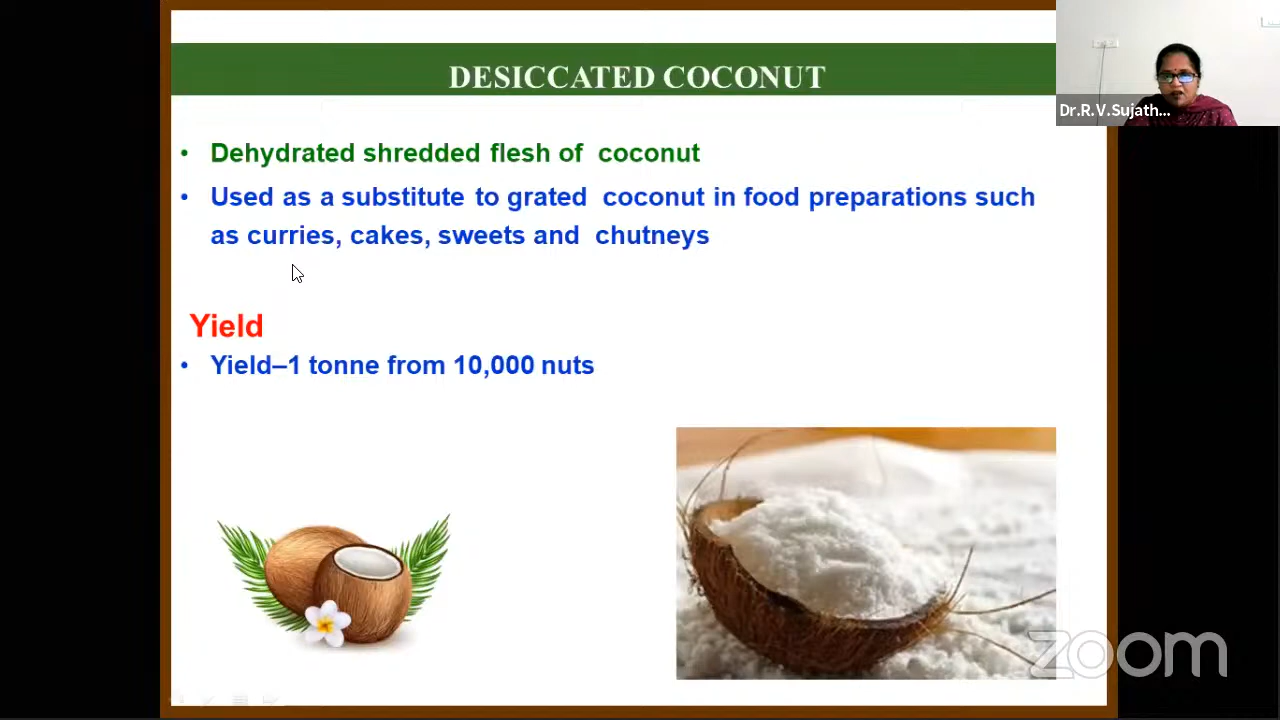 DESICCATED COCONUT
Dr.R.V.Sujath...
• Dehydrated shredded flesh of coconut
• Used as a substitute to grated coconut in food preparations such
as curries, cakes, sweets and chutneys
Yield
• Yield–1 tonne from 10,000 nuts
zoom